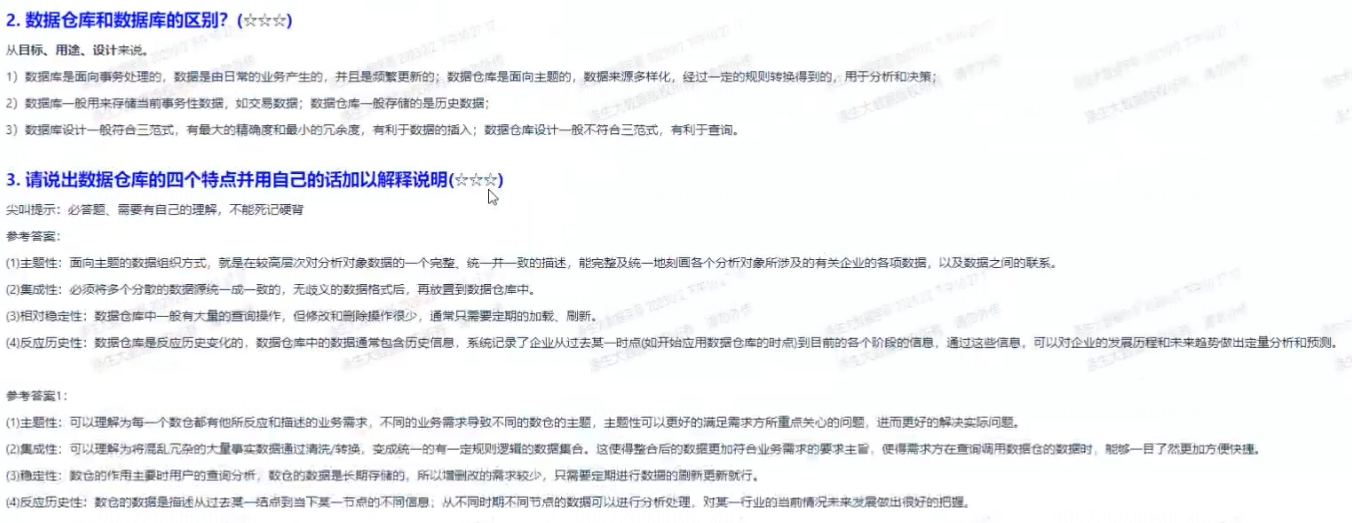 2. 数据仓库和数据库的区别？(☆☆☆)
从目标、用途、设计来说。
1）数据库是面向事务处理的，数据是由日常的业务产生的，并且是频繁更新的；数据仓库是面向主题的，数据来源多样化，经过一定的规则转换得到的，用于分析和决策；
2）数据库一般用来存储当前事务性数据，如交易数据；数据仓库一般存储的是历史数据；
3）数据库设计一般符合三范式，有最大的精确度和最小的冗余度，有利于数据的插入；数据仓库设计一般不符合三范式，有利于查询。
3. 请说出数据仓库的四个特点并用自己的话加以解释说明(☆☆☆)
尖叫提示：必答题、需要有自己的理解，不能死记硬背
参考答案：
(1)主题性：面向主题的数据组织方式，就是在较高层次对分析对象数据的一个完整、统一并一致的描述，能完整及统一地刻画各个分析对象所涉及的有关企业的各项数据，以及数据之间的联系。
(2)集成性：必须将多个分散的数据源统一成一致的，无歧义的数据格式后，再放置到数据仓库中。
(3)相对稳定性：数据仓库中一般有大量的查询操作，但修改和删除操作很少，通常只需要定期的加载、刷新。
(4)反应历史性：数据仓库是反应历史变化的，数据仓库中的数据通常包含历史信息，系统记录了企业从过去某一时点(如开始应用数据仓库的时点)到目前的各个阶段的信息，通过这些信息，可以对企业的发展历程和未来趋势做出定量分析和预测。
参考答案1：
(1)主题性：可以理解为每一个数仓都有他所反应和描述的业务需求，不同的业务需求导致不同的数仓的主题，主题性可以更好的满足需求方所重点关心的问题，进而更好的解决实际问题。
(2)集成性：可以理解为将混乱冗杂的大量事实数据通过清洗/转换，变成统一的有一定规则逻辑的数据集合。这使得整合后的数据更加符合业务需求的要求主旨，使得需求方在查询调用数据仓的数据时，能够一目了然更加方便快捷。
(3)稳定性：数仓的作用主要时用户的查询分析，数仓的数据是长期存储的，所以增删改的需求较少，只需要定期进行数据的刷新更新就行。
(4)反应历史性：数仓的数据是描述从过去某一结点到当下某一节点的不同信息；从不同时期不同节点的数据可以进行分析处理，对某一行业的当前情况未来发展做出很好的把握。